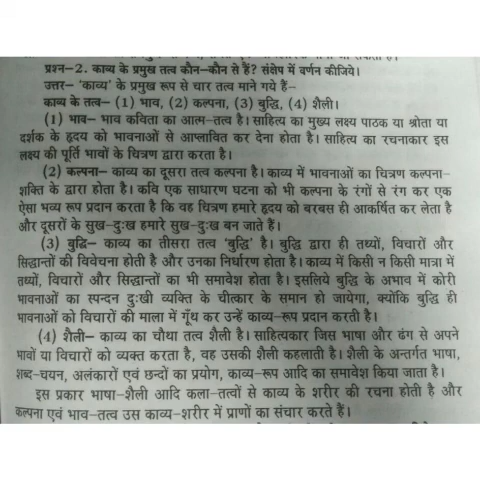 प्रश्न–2. काव्य के प्रमुख तत्व कौन–कौन से हैं? संक्षेप में वर्णन कीजिये।
उत्तर– 'काव्य' के प्रमुख रूप से चार तत्व माने गये हैं–
काव्य के तत्व– (1) भाव, (2) कल्पना, (3) बुद्धि, (4) शैली।
(1) भाव– भाव कविता का आत्म–तत्व है। साहित्य का मुख्य लक्ष्य पाठक या श्रोता या
दर्शक के हृदय को भावनाओं से आप्लावित कर देना होता है। साहित्य का रचनाकार इस
लक्ष्य की पूर्ति भावों के चित्रण द्वारा करता है।
(2) कल्पना– काव्य का दूसरा तत्व कल्पना है। काव्य में भावनाओं का चित्रण कल्पना–
शक्ति के द्वारा होता है। कवि एक साधारण घटना को भी कल्पना के रंगों से रंग कर एक
ऐसा भव्य रूप प्रदान करता है कि वह चित्रण हमारे हृदय को बरबस ही आकर्षित कर लेता है
और दूसरों के सुख–दुःख हमारे सुख–दुःख बन जाते हैं।
(3) बुद्धि– काव्य का तीसरा तत्व 'बुद्धि' है। बुद्धि द्वारा ही तथ्यों, विचारों और
सिद्धान्तों की विवेचना होती है और उनका निर्धारण होता है। काव्य में किसी न किसी मात्रा में
तथ्यों, विचारों और सिद्धान्तों का भी समावेश होता है। इसलिये बुद्धि के अभाव में कोरी
भावनाओं का स्पन्दन दुःखी व्यक्ति के चीत्कार के समान हो जायेगा, क्योंकि बुद्धि ही
भावनाओं को विचारों की माला में गूँथ कर उन्हें काव्य–रूप प्रदान करती है।
(4) शैली– काव्य का चौथा तत्व शैली है। साहित्यकार जिस भाषा और ढंग से अपने
भावों या विचारों को व्यक्त करता है, वह उसकी शैली कहलाती है। शैली के अन्तर्गत भाषा,
शब्द–चयन, अलंकारों एवं छन्दों का प्रयोग, काव्य–रूप आदि का समावेश किया जाता है।
इस प्रकार भाषा–शैली आदि कला–तत्वों से काव्य के शरीर की रचना होती है और
कल्पना एवं भाव–तत्व उस काव्य–शरीर में प्राणों का संचार करते हैं।